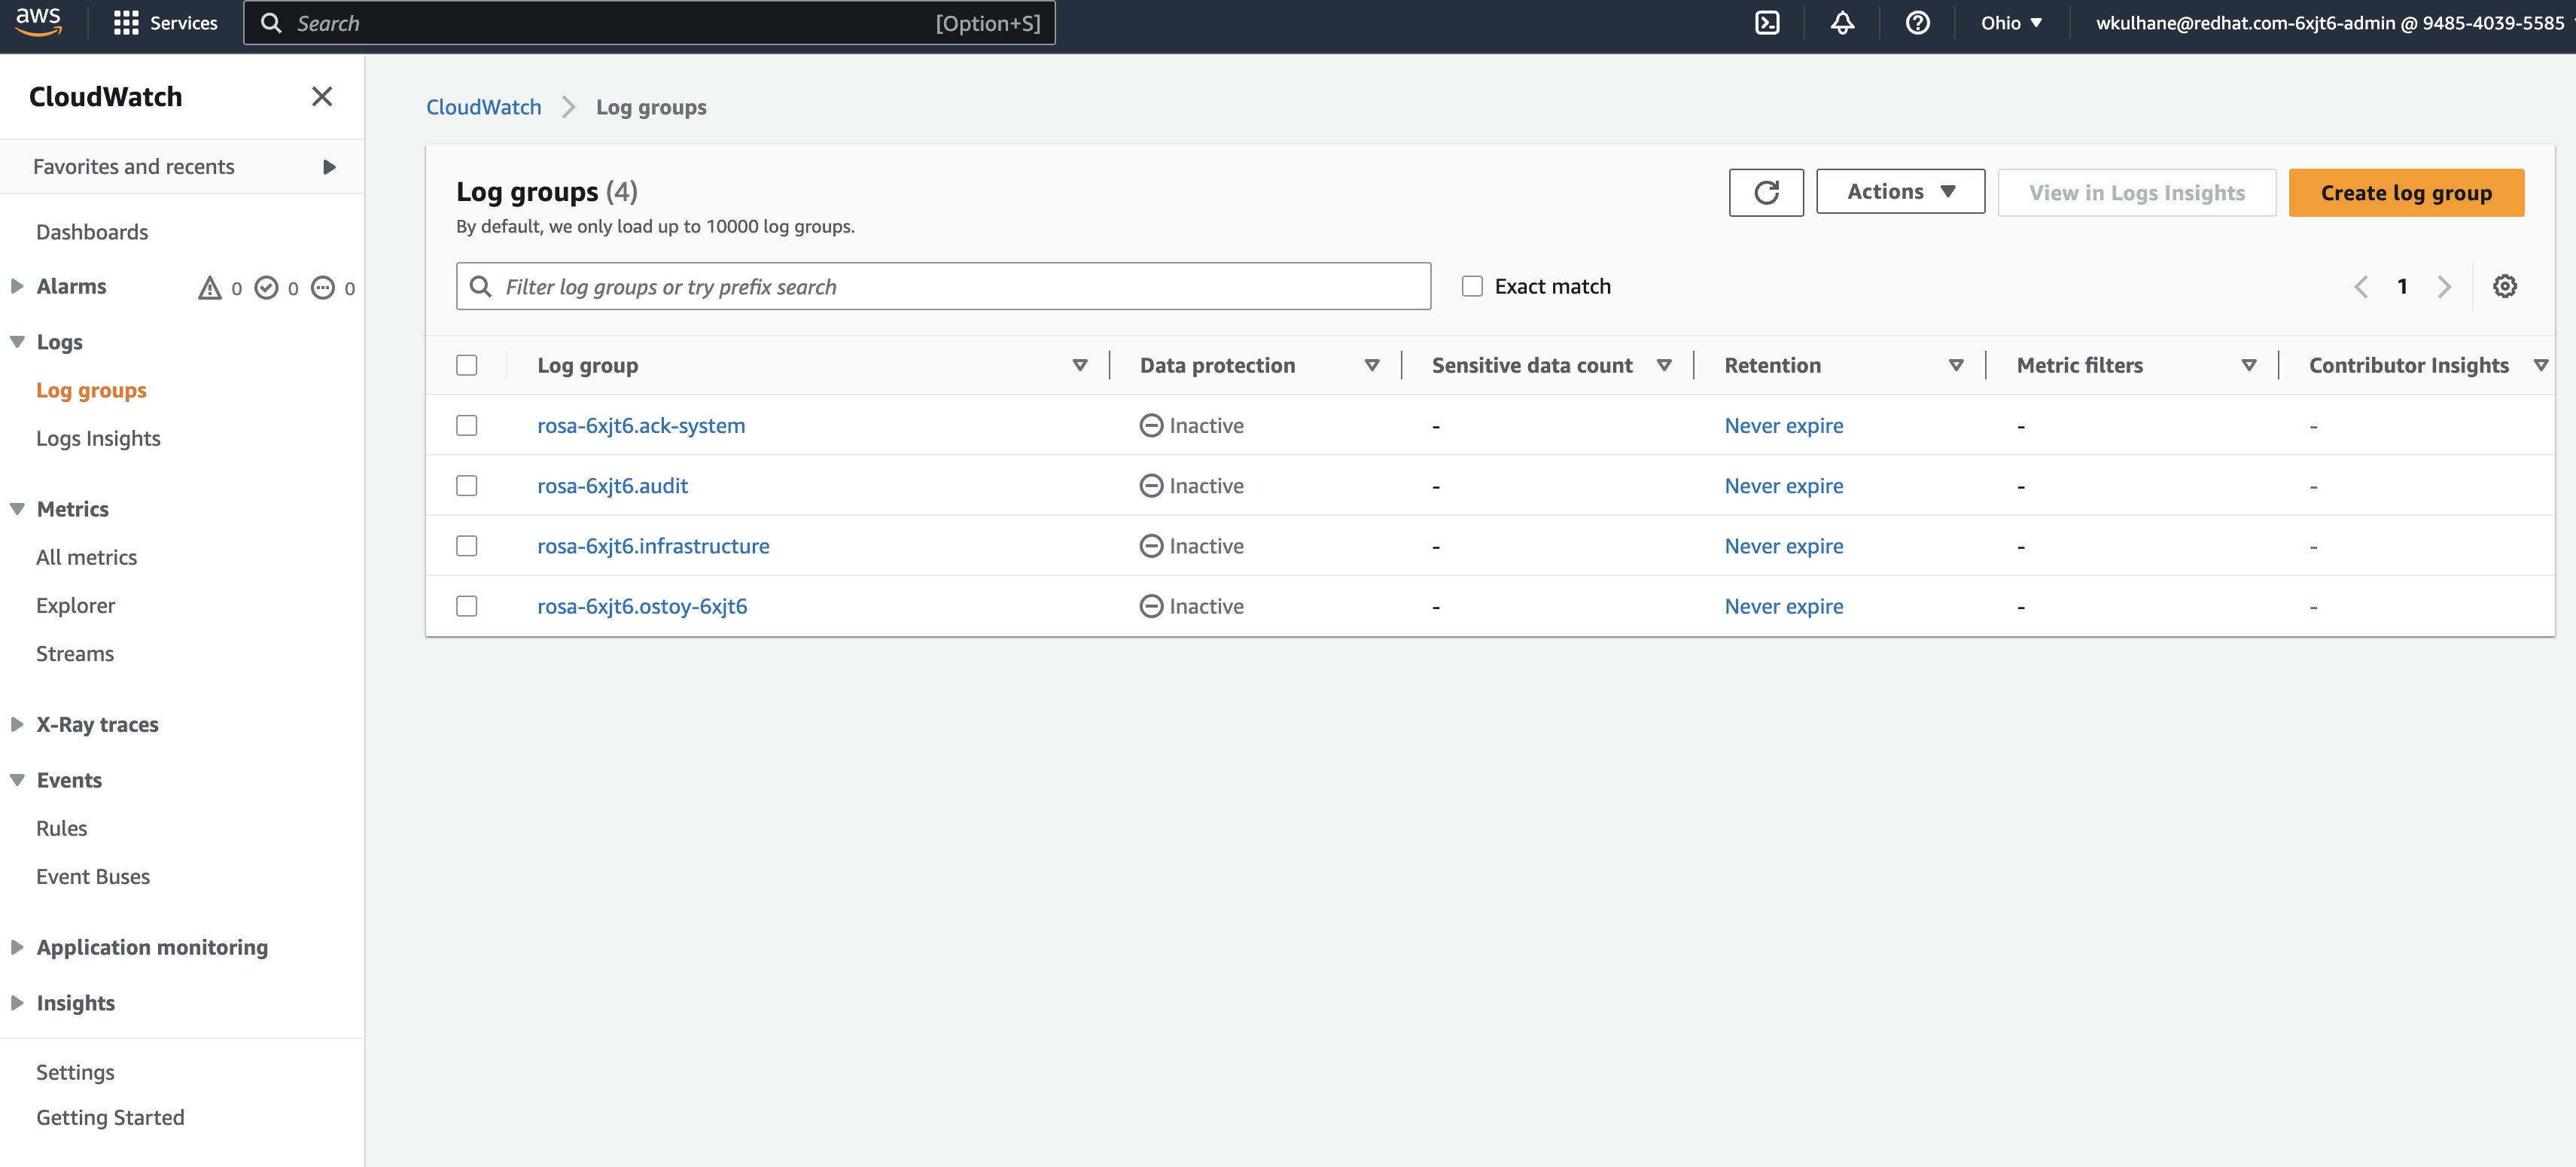 aws Services Search [Option+S] Ohio wkulhane@redhat.com-6xjt6-admin @ 9485-4039-5585
CloudWatch
Favorites and recents
Dashboards
Alarms 0 0 0
Logs
Log groups
Logs Insights
Metrics
All metrics
Explorer
Streams
X-Ray traces
Events
Rules
Event Buses
Application monitoring
Insights
Settings
Getting Started
CloudWatch Log groups
Log groups (4)
By default, we only load up to 10000 log groups.
Actions View in Logs Insights Create log group
Filter log groups or try prefix search Exact match 1
Log group Data protection Sensitive data count Retention Metric filters Contributor Insights
rosa-6xjt6.ack-system Inactive - Never expire - -
rosa-6xjt6.audit Inactive - Never expire - -
rosa-6xjt6.infrastructure Inactive - Never expire - -
rosa-6xjt6.ostoy-6xjt6 Inactive - Never expire - -